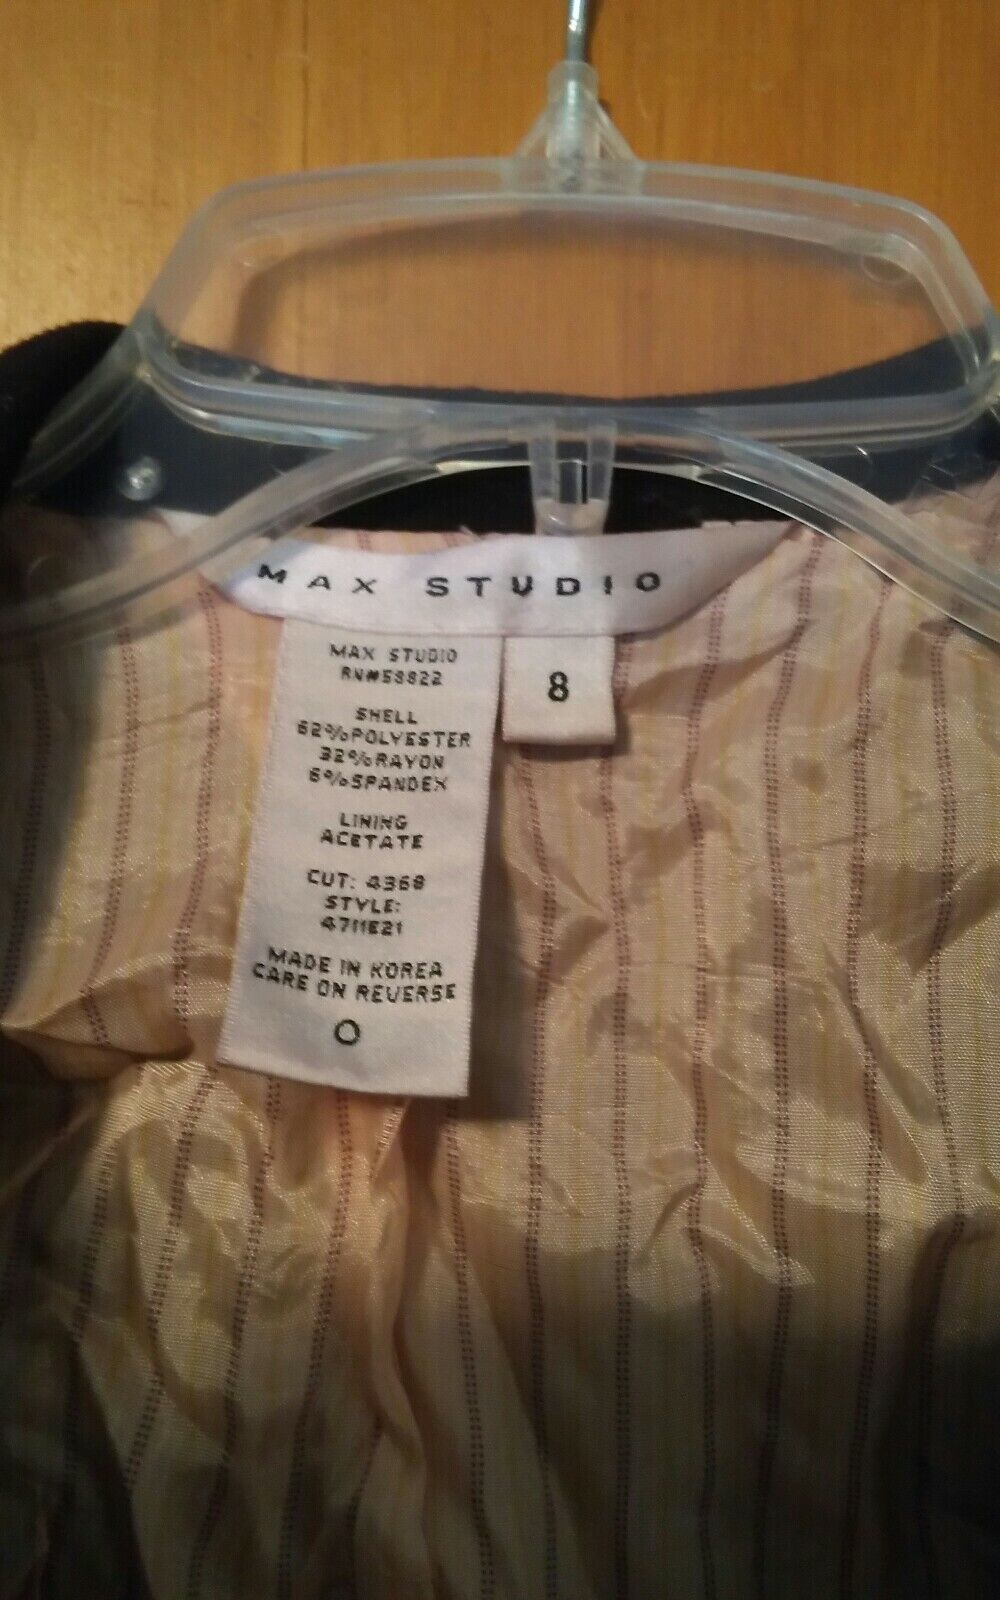 MAX STUDIO
MAX STUDIO
RN#58822
8
SHELL
62%POLYESTER
32%RAYON
6%SPANDEX
LINING
ACETATE
CUT: 4368
STYLE:
4711E21
MADE IN KOREA
CARE ON REVERSE
O